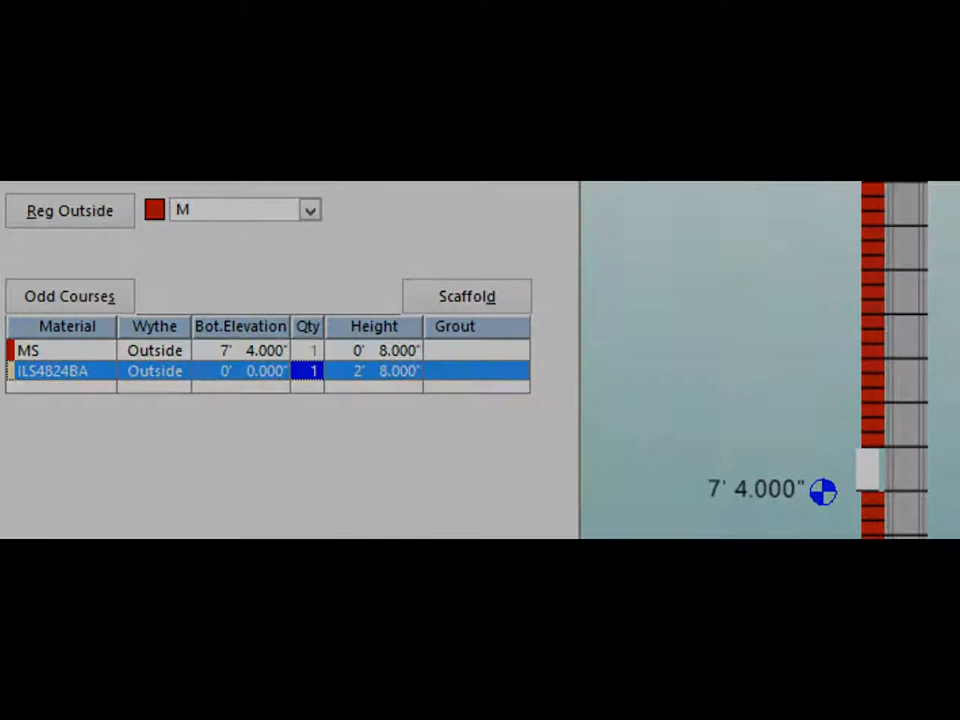 Reg Outside M
Odd Courses Scaffold
Material Wythe Bot.Elevation Qty Height Grout
MS Outside 7' 4.000" 1 0' 8.000"
ILS4824BA Outside 0' 0.000" 1 2' 8.000"
7' 4.000"